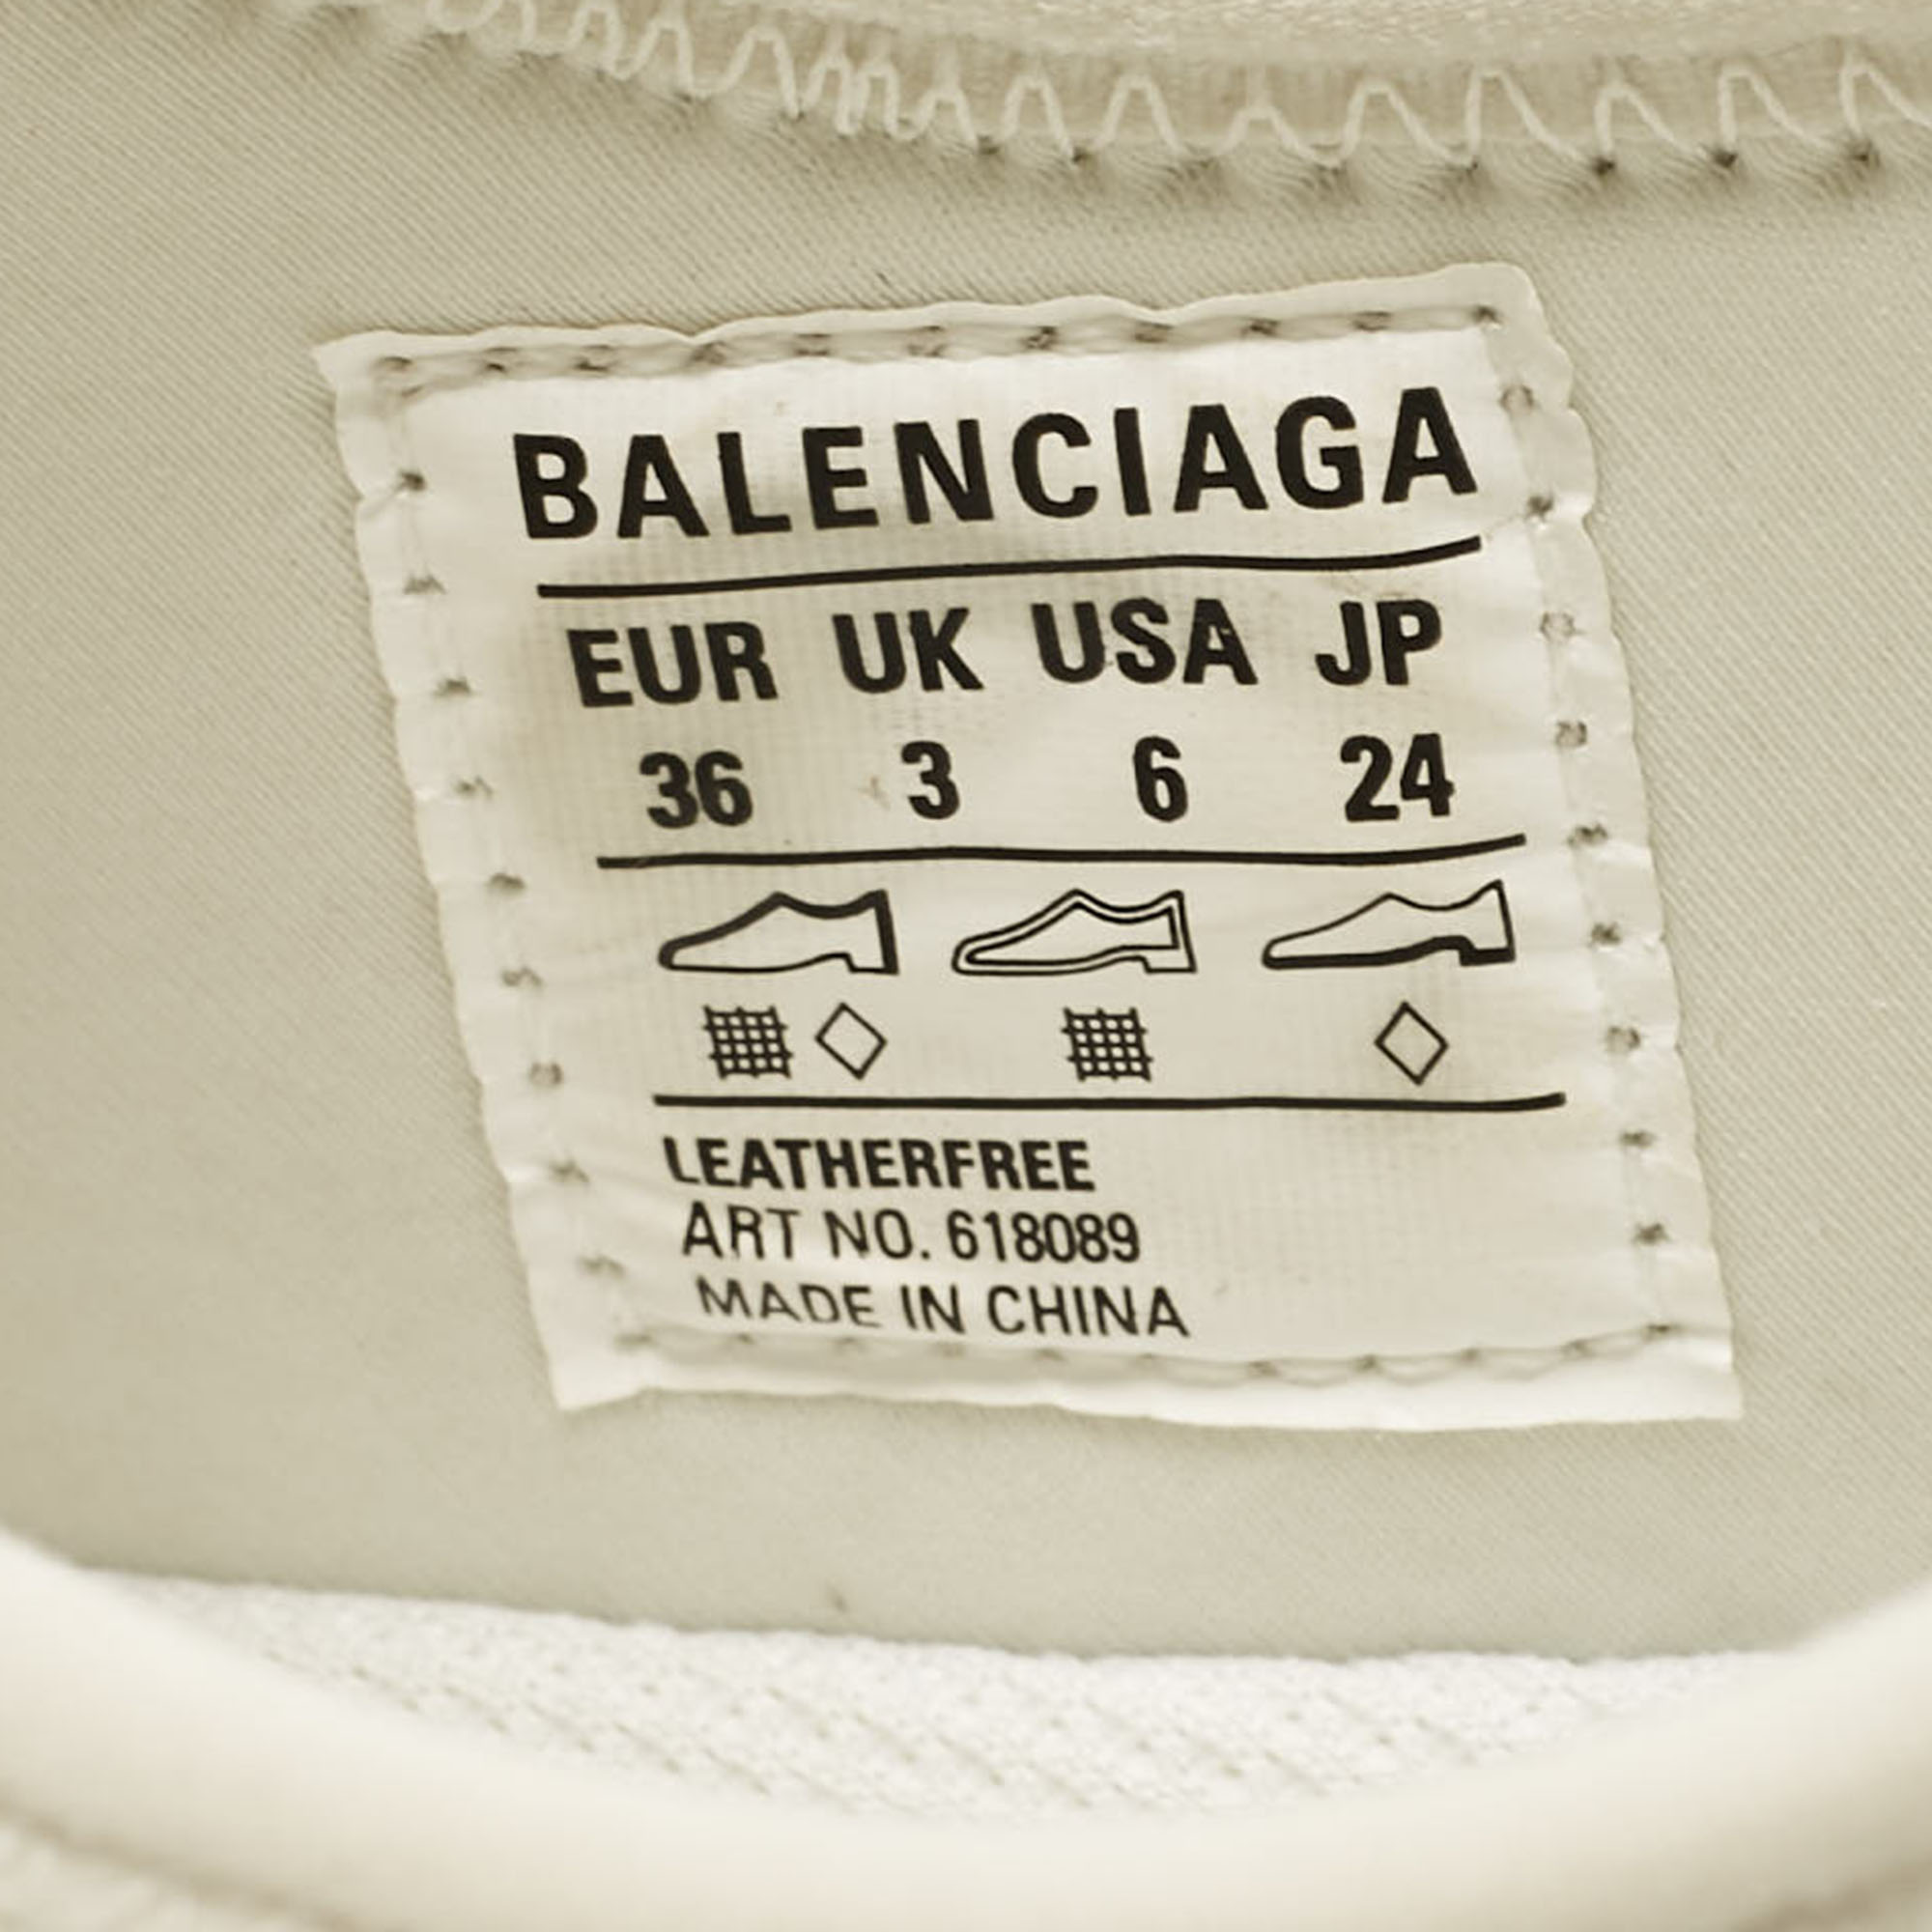 BALENCIAGA
EUR UK USA JP
36 3 6 24
LEATHERFREE
ART NO. 618089
MADE IN CHINA